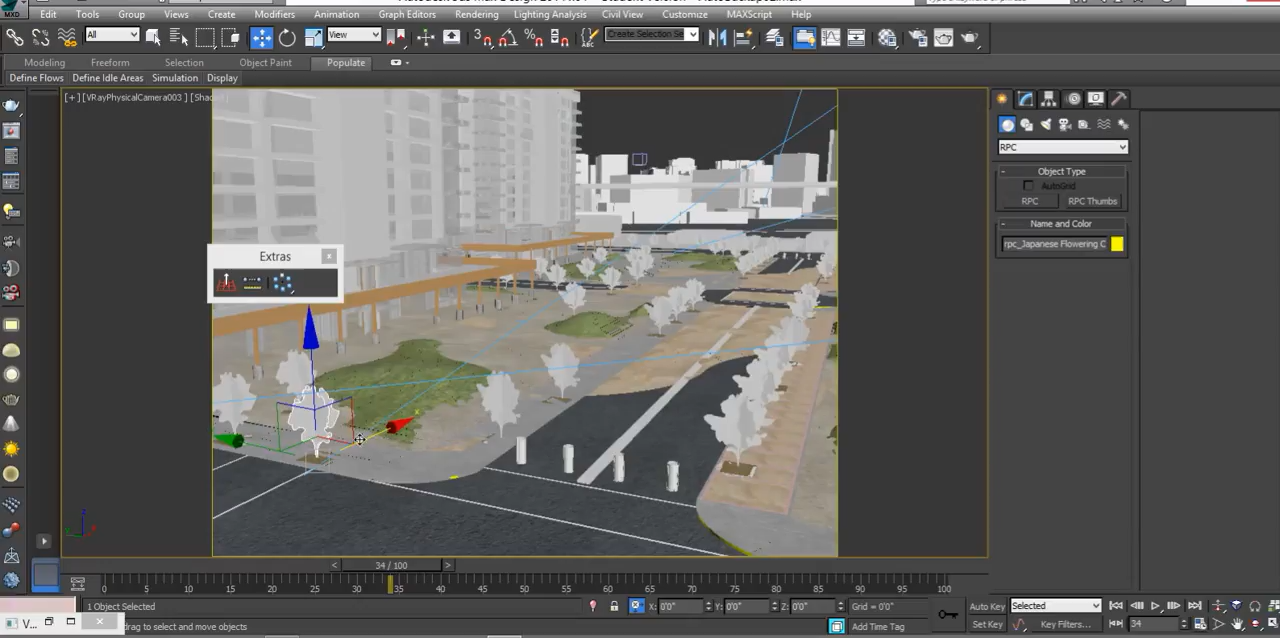 Edit Tools Group Views Create Modifiers Animation Graph Editors Rendering Lighting Analysis Civil View Customize MAXScript Help
MXD All View Create Selection Se
Modeling Freeform Selection Object Paint Populate
Define Flows Define Idle Areas Simulation Display
[+] [VRayPhysicalCamera003 ] [Sha
RPC
Object Type
AutoGrid
RPC RPC Thumbs
Name and Color
rpc_Japanese Flowering C
Extras x
x
< 34 / 100 >
0 5 10 15 20 25 30 35 40 45 50 55 60 65 70 75 80 85 90 95 100
1 Object Selected X: 0'0" Y: 0'0" Z: 0'0" Grid = 0'0" Auto Key Selected
V... drag to select and move objects Add Time Tag Set Key Key Filters... 34